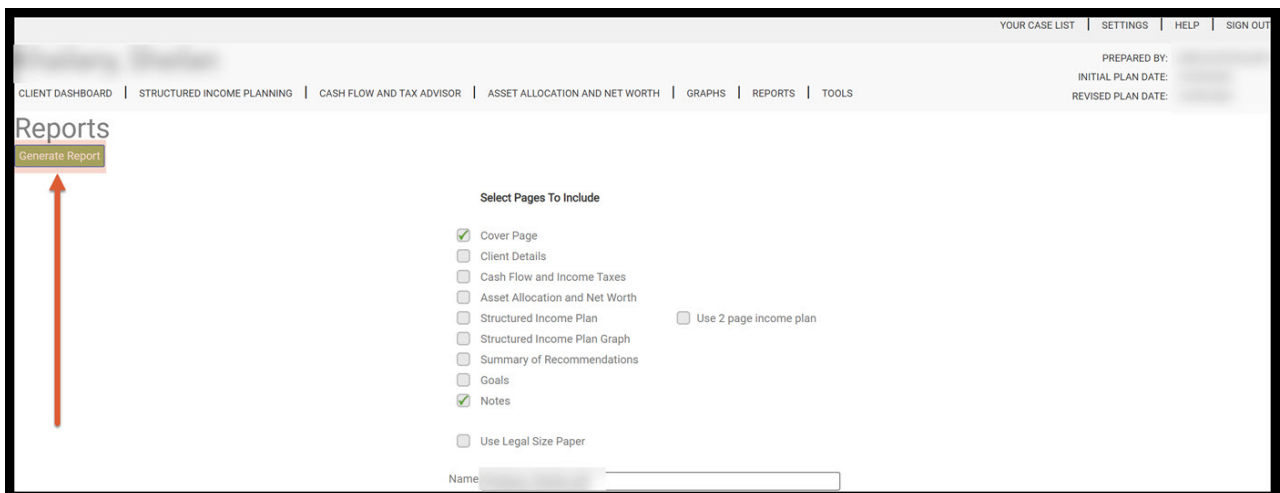 YOUR CASE LIST | SETTINGS | HELP | SIGN OUT
PREPARED BY:
INITIAL PLAN DATE:
CLIENT DASHBOARD | STRUCTURED INCOME PLANNING | CASH FLOW AND TAX ADVISOR | ASSET ALLOCATION AND NET WORTH | GRAPHS | REPORTS | TOOLS
REVISED PLAN DATE:
Reports
Generate Report
Select Pages To Include
Cover Page
Client Details
Cash Flow and Income Taxes
Asset Allocation and Net Worth
Structured Income Plan
Use 2 page income plan
Structured Income Plan Graph
Summary of Recommendations
Goals
Notes
Use Legal Size Paper
Name